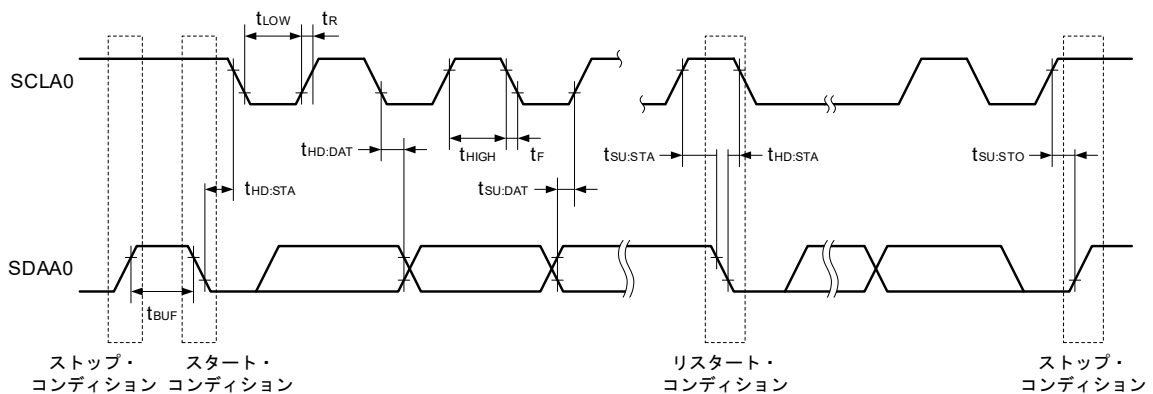 tLOW
tR
SCLA0
tHD:DAT
tHIGH
tF
tSU:STA
tHD:STA
tSU:STO
tHD:STA
tSU:DAT
SDAA0
tBUF
ストップ・
コンディション
スタート・
コンディション
リスタート・
コンディション
ストップ・
コンディション